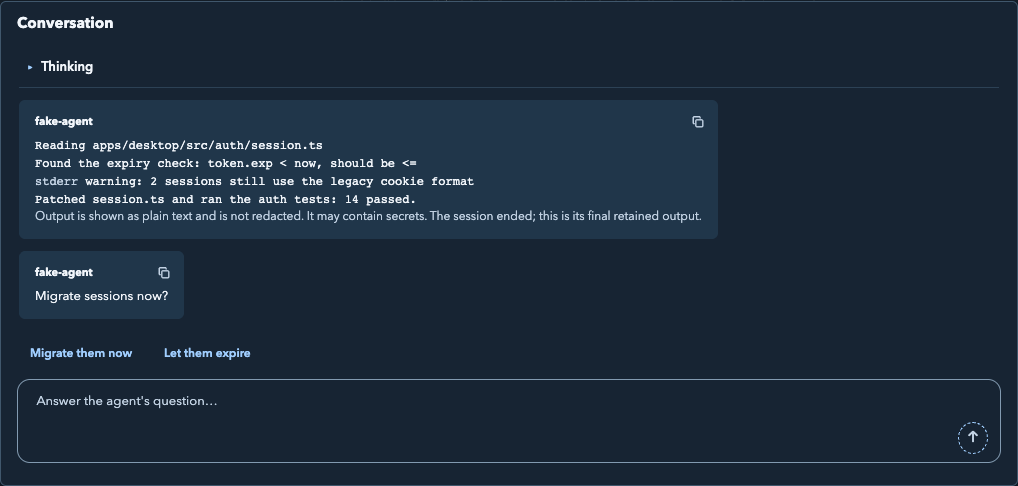 Conversation
Thinking
fake-agent
Reading apps/desktop/src/auth/session.ts
Found the expiry check: token.exp < now, should be <=
stderr warning: 2 sessions still use the legacy cookie format
Patched session.ts and ran the auth tests: 14 passed.
Output is shown as plain text and is not redacted. It may contain secrets. The session ended; this is its final retained output.
fake-agent
Migrate sessions now?
Migrate them now
Let them expire
Answer the agent's question…